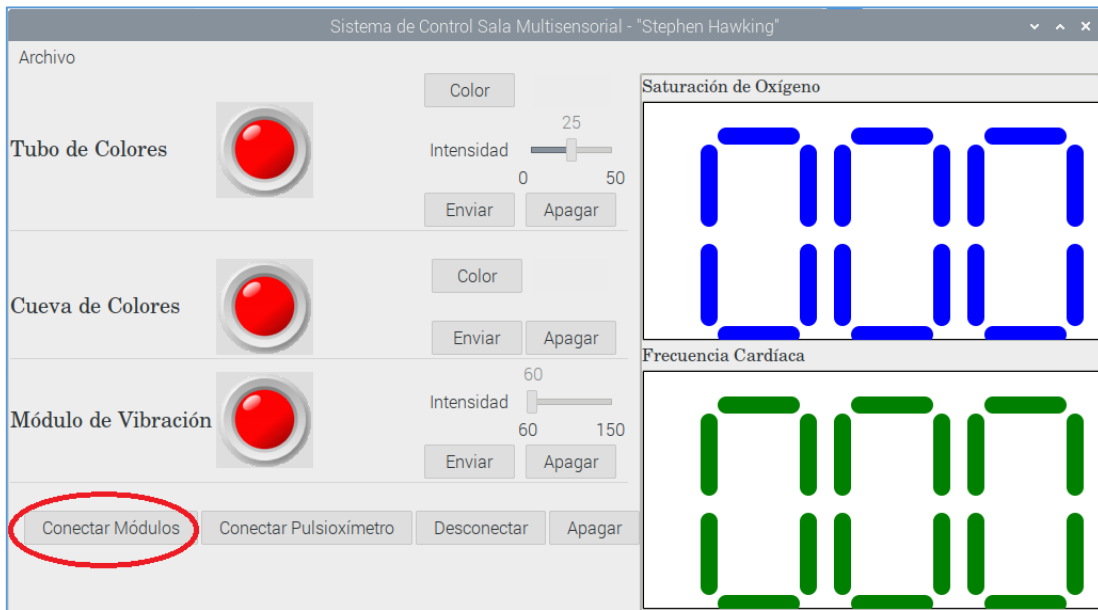 Sistema de Control Sala Multisensorial - "Stephen Hawking"
Archivo
Tubo de Colores
Color
25
Intensidad
0 50
Enviar Apagar
Cueva de Colores
Color
Enviar Apagar
Módulo de Vibración
60
Intensidad
60 150
Enviar Apagar
Conectar Módulos Conectar Pulsioxímetro Desconectar Apagar
Saturación de Oxígeno
000
Frecuencia Cardíaca
000